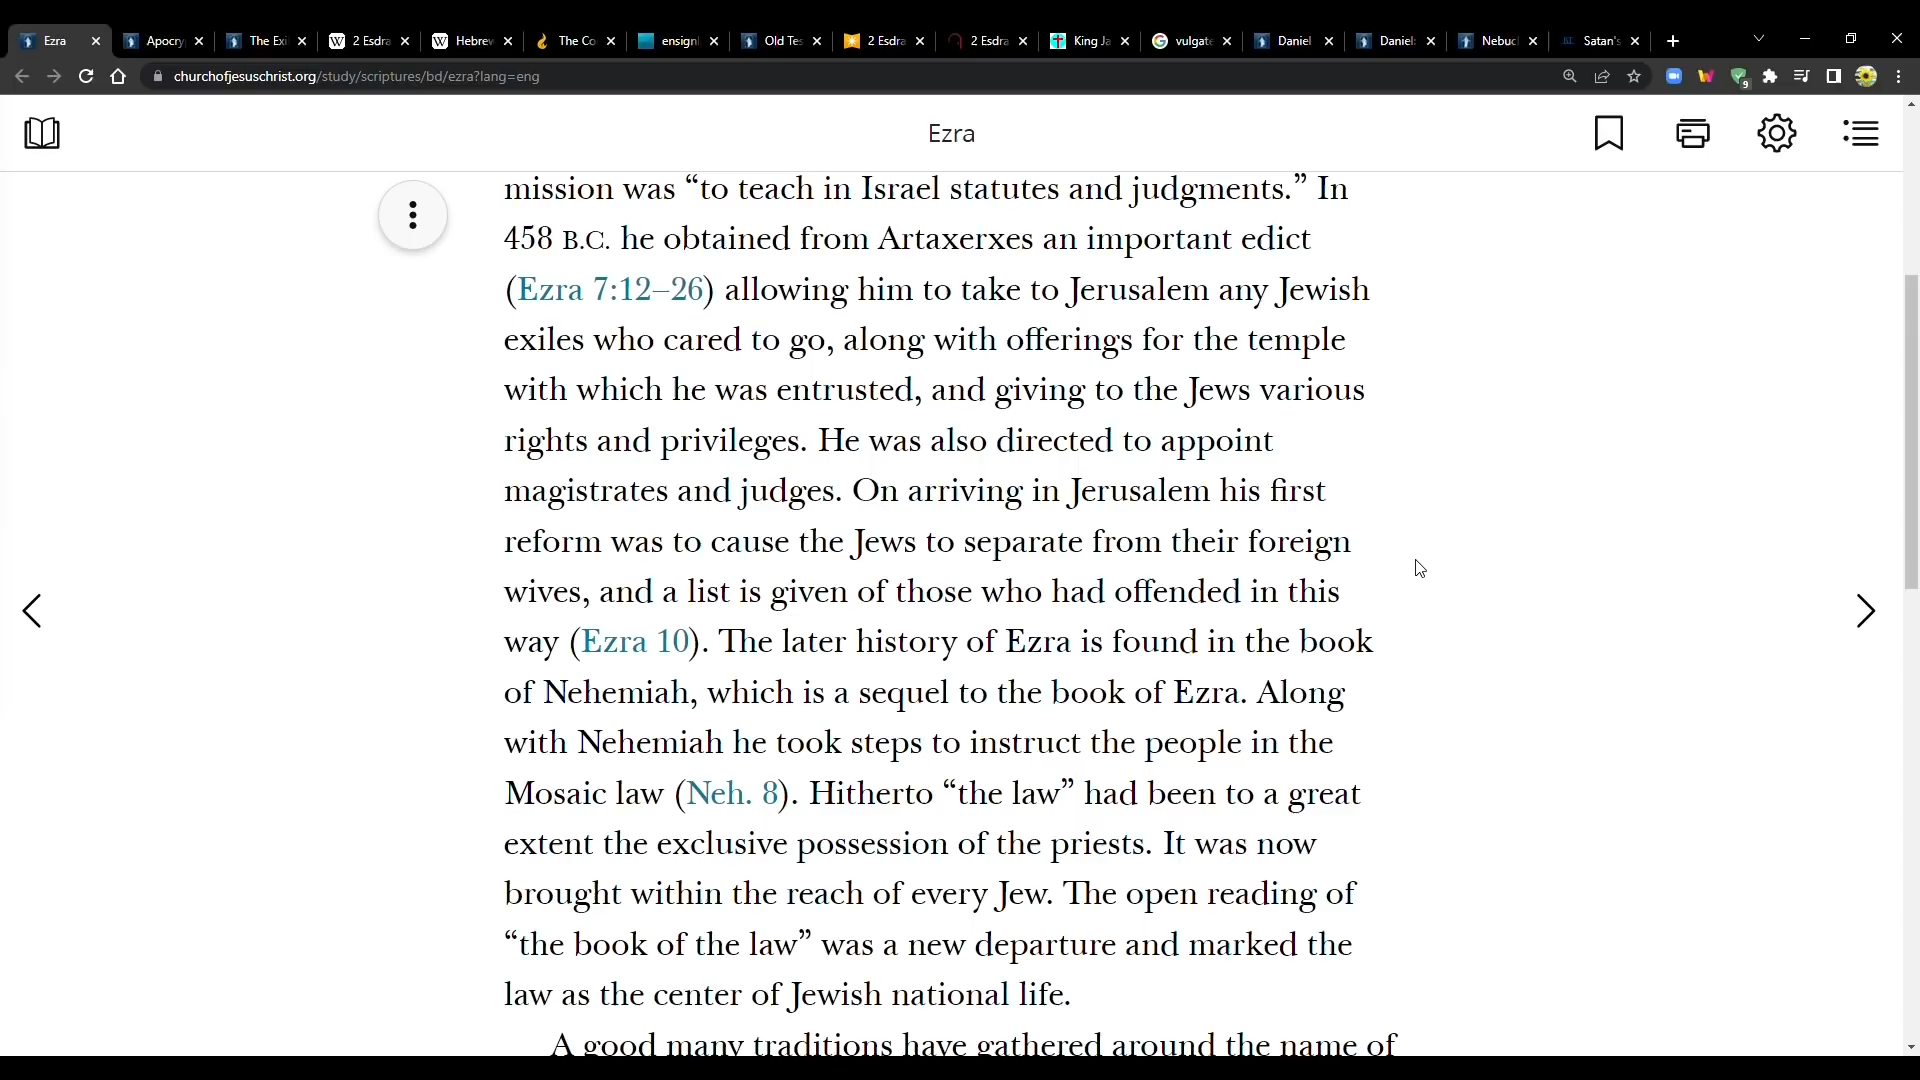 Ezra
Apocry
The Exi
2 Esdra
Hebrew
The Co
ensign
Old Tes
2 Esdra
2 Esdra
King Ja
vulgate
Daniel
Daniel:
Nebuc
Satan's
churchofjesuschrist.org/study/scriptures/bd/ezra?lang=eng
9
Ezra
mission was “to teach in Israel statutes and judgments.” In
458 B.C. he obtained from Artaxerxes an important edict
(Ezra 7:12–26) allowing him to take to Jerusalem any Jewish
exiles who cared to go, along with offerings for the temple
with which he was entrusted, and giving to the Jews various
rights and privileges. He was also directed to appoint
magistrates and judges. On arriving in Jerusalem his first
reform was to cause the Jews to separate from their foreign
wives, and a list is given of those who had offended in this
way (Ezra 10). The later history of Ezra is found in the book
of Nehemiah, which is a sequel to the book of Ezra. Along
with Nehemiah he took steps to instruct the people in the
Mosaic law (Neh. 8). Hitherto “the law” had been to a great
extent the exclusive possession of the priests. It was now
brought within the reach of every Jew. The open reading of
“the book of the law” was a new departure and marked the
law as the center of Jewish national life.
A good many traditions have gathered around the name of